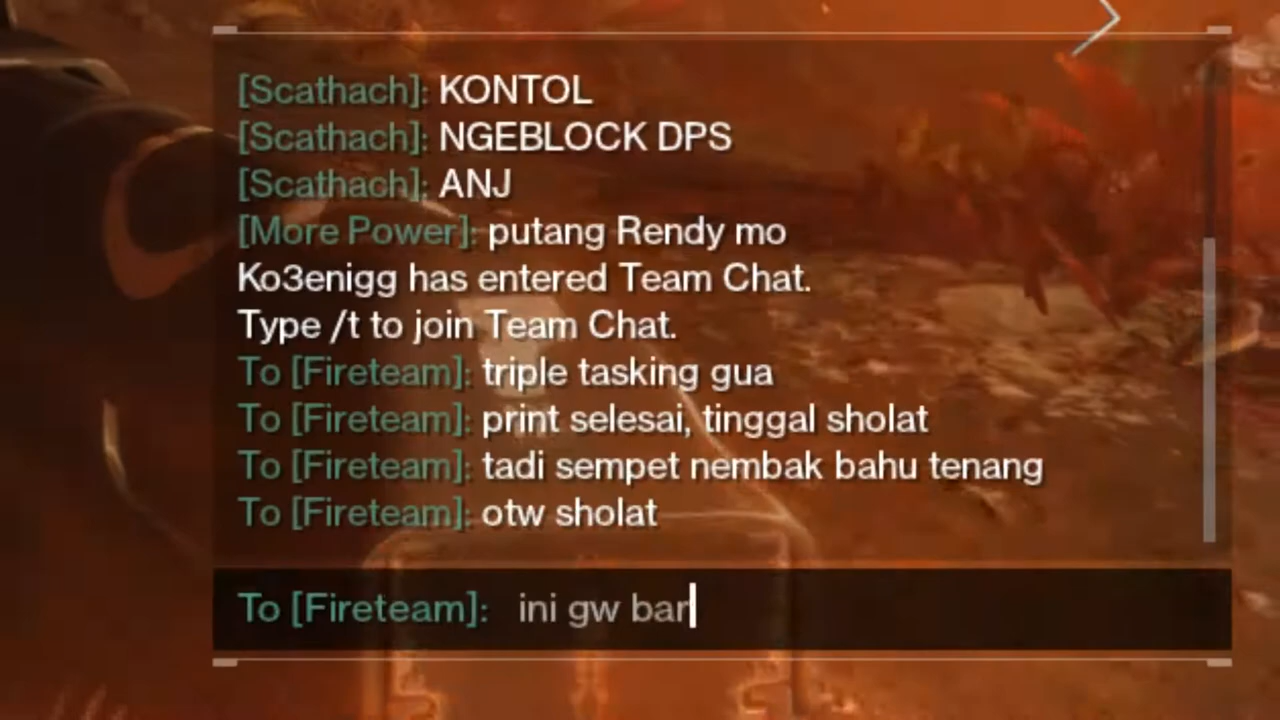 [Scathach]: KONTOL
[Scathach]: NGEBLOCK DPS
[Scathach]: ANJ
[More Power]: putang Rendy mo
Ko3enigg has entered Team Chat.
Type /t to join Team Chat.
To [Fireteam]: triple tasking gua
To [Fireteam]: print selesai, tinggal sholat
To [Fireteam]: tadi sempet nembak bahu tenang
To [Fireteam]: otw sholat
To [Fireteam]: ini gw bar